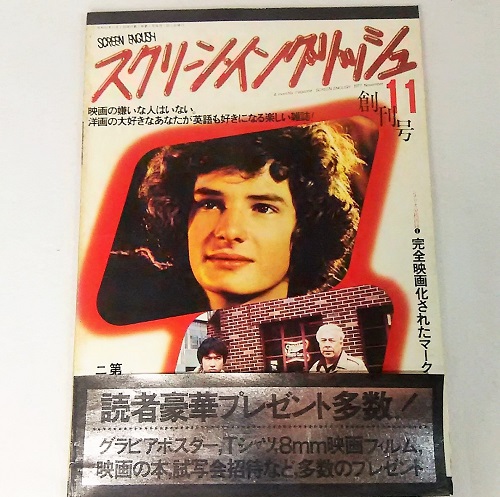 SCREEN ENGLISH
スクリーン・イングリッシュ
映画の嫌いな人はいない。
洋画の大好きなあなたが英語も好きになる楽しい雑誌!
創刊号
11
完全映画化されたマーク
第
二
読者豪華プレゼント多数!
グラビアポスター、Tシャツ、8mm映画フィルム、
映画の本、試写会招待など、多数のプレゼント